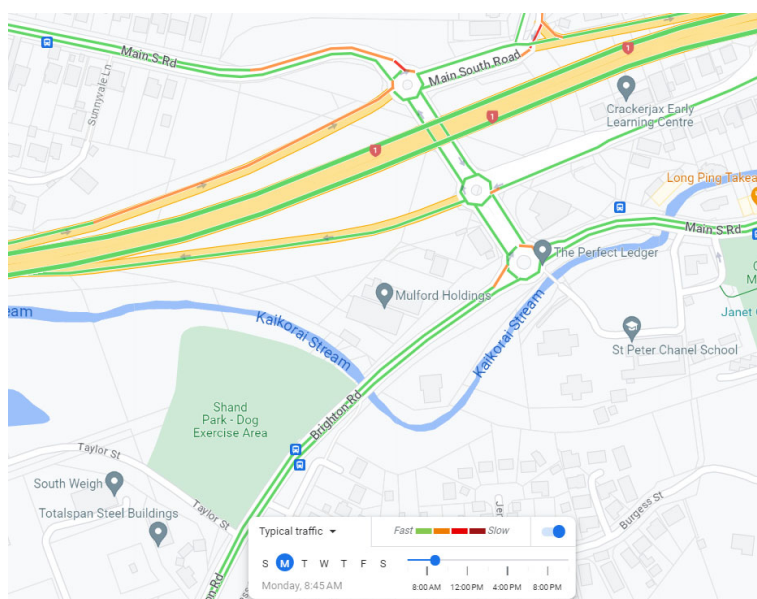 Main S Rd
Sunnyvale Ln
Main South Road
1
1
1
Crackerjax Early
Learning Centre
Long Ping Takea
Main S Rd
The Perfect Ledger
Mulford Holdings
Kaikorai Stream
Kaikorai Stream
eam
St Peter Chanel School
Janet
Shand
Park - Dog
Exercise Area
Brighton Rd
Taylor St
South Weigh
Taylor St
Totalspan Steel Buildings
Burgess St
Typical traffic
Fast
Slow
S M T W T F S
Monday, 8:45 AM
8:00 AM 12:00 PM 4:00 PM 8:00 PM
on Rd